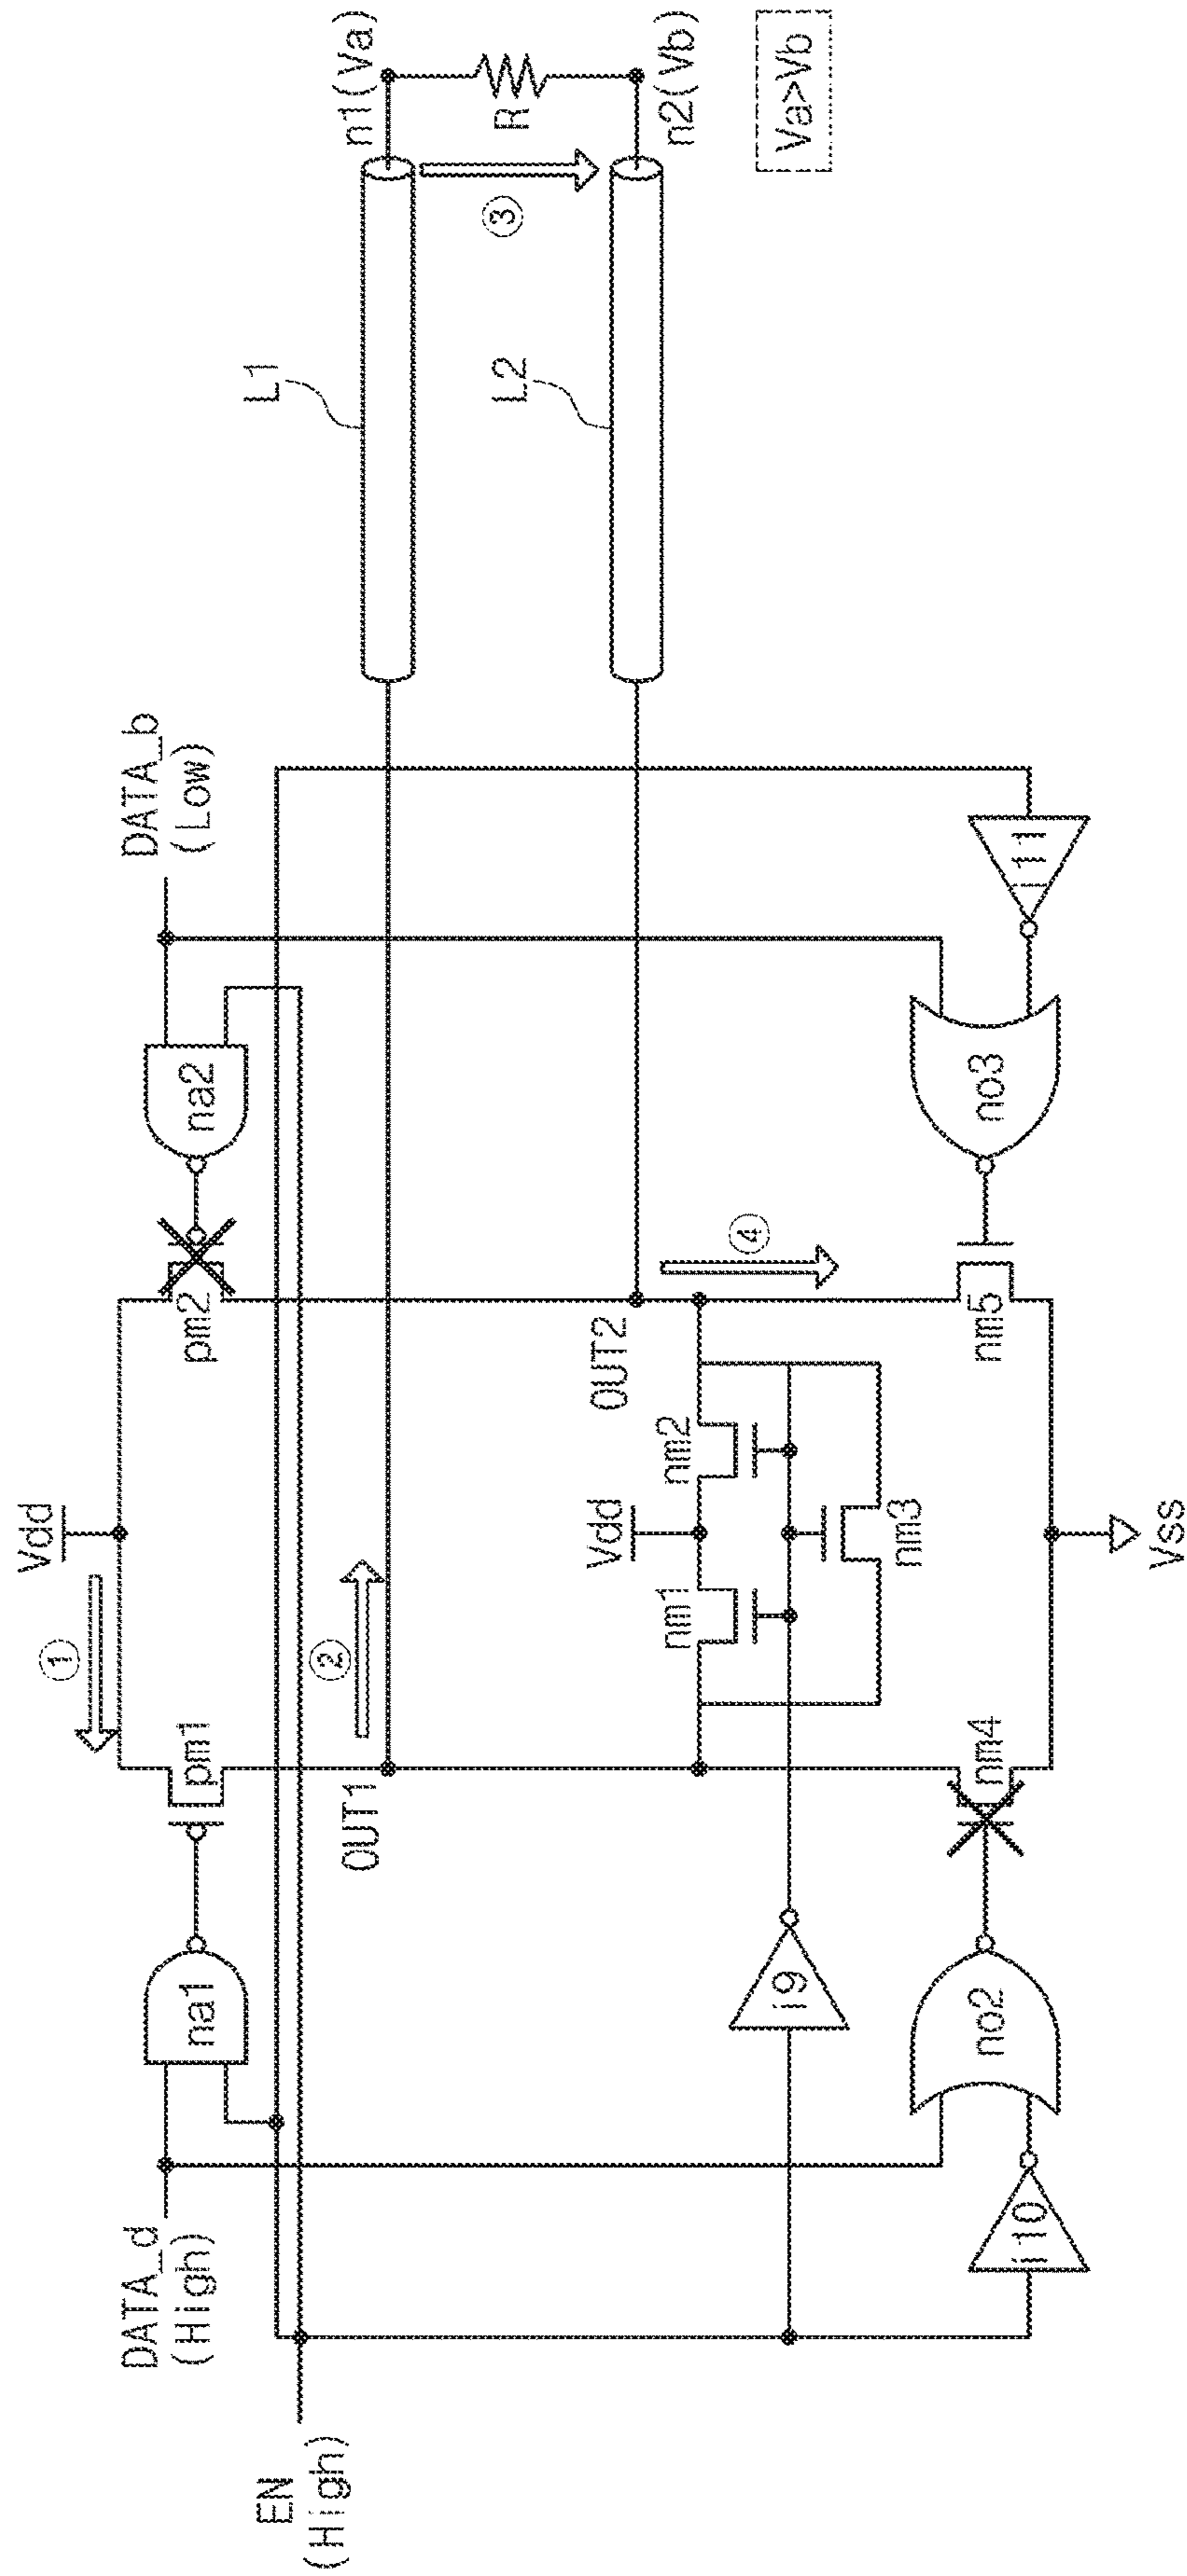 Vdd
①
DATA_d
(High)
na1
pm1
pm2
na2
DATA_b
(Low)
EN
(High)
②
OUT1
L1
n1(Va)
③
R
L2
n2(Vb)
Va>Vb
OUT2
④
Vdd
nm1
nm2
nm3
i9
i10
no2
nm4
nm5
no3
i11
Vss